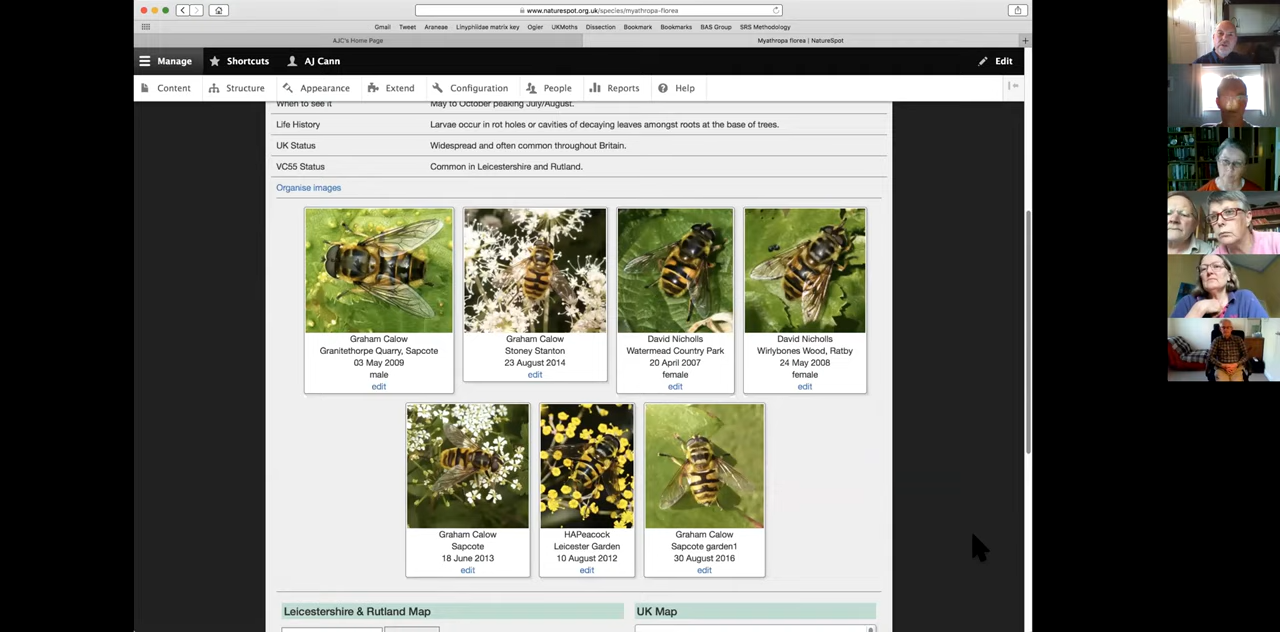 www.naturespot.org.uk/species/myathropa-florea
Gmail Tweet Araneae Linyphiidae matrix key Ogier UKMoths Dissection Bookmark Bookmarks BAS Group SRS Methodology
AJC's Home Page
Myathropa florea | NatureSpot
Manage Shortcuts AJ Cann Edit
Content Structure Appearance Extend Configuration People Reports Help
When to see it May to October peaking July/August.
Life History Larvae occur in rot holes or cavities of decaying leaves amongst roots at the base of trees.
UK Status Widespread and often common throughout Britain.
VC55 Status Common in Leicestershire and Rutland.
Organise images
Graham Calow
Granitethorpe Quarry, Sapcote
03 May 2009
male
edit
Graham Calow
Stoney Stanton
23 August 2014
edit
David Nicholls
Watermead Country Park
20 April 2007
female
edit
David Nicholls
Wirlybones Wood, Ratby
24 May 2008
female
edit
Graham Calow
Sapcote
18 June 2013
edit
HAPeacock
Leicester Garden
10 August 2012
edit
Graham Calow
Sapcote garden1
30 August 2016
edit
Leicestershire & Rutland Map
UK Map